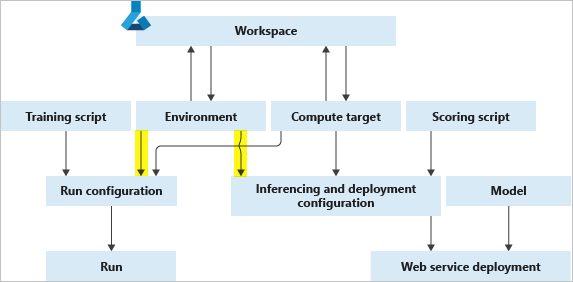 Workspace
Training script
Environment
Compute target
Scoring script
Run configuration
Inferencing and deployment
configuration
Model
Run
Web service deployment